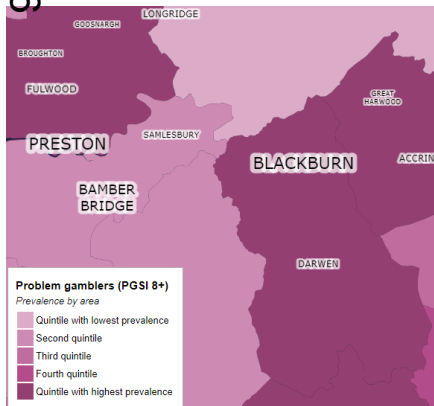 LONGRIDGE
GOOSNARGH
BROUGHTON
FULWOOD
GREAT
HARWOOD
PRESTON
SAMLESBURY
BLACKBURN
ACCRIN
BAMBER
BRIDGE
DARWEN
Problem gamblers (PGSI 8+)
Prevalence by area
Quintile with lowest prevalence
Second quintile
Third quintile
Fourth quintile
Quintile with highest prevalence